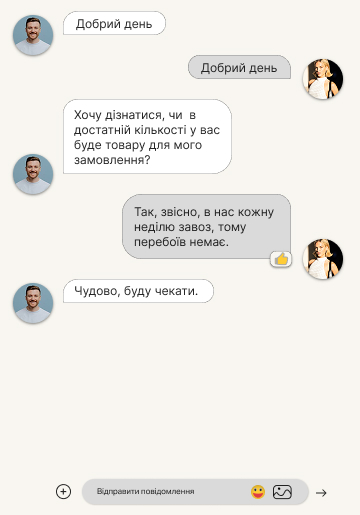 Добрий день
Добрий день
Хочу дізнатися, чи в
достатній кількості у вас
буде товару для мого
замовлення?
Так, звісно, в нас кожну
неділю завоз, тому
перебоїв немає.
Чудово, буду чекати.
Відправити повідомлення